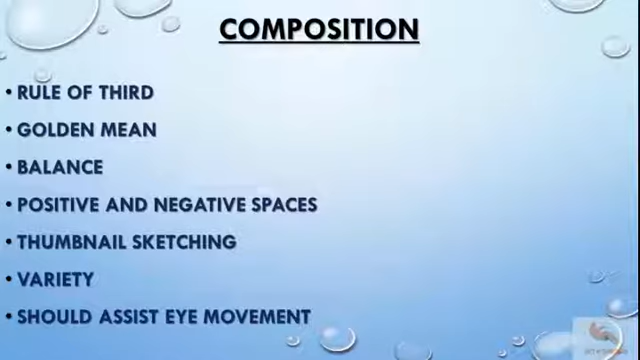 COMPOSITION
• RULE OF THIRD
• GOLDEN MEAN
• BALANCE
• POSITIVE AND NEGATIVE SPACES
• THUMBNAIL SKETCHING
• VARIETY
• SHOULD ASSIST EYE MOVEMENT